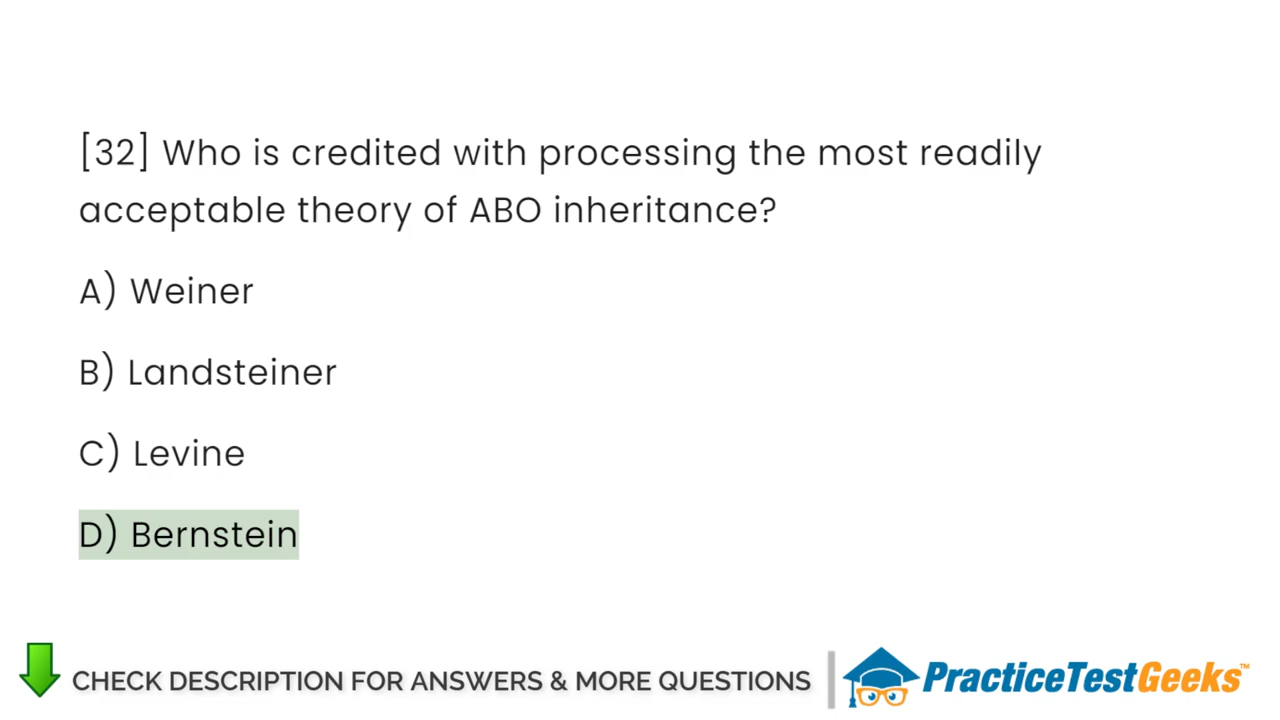 [32] Who is credited with processing the most readily
acceptable theory of ABO inheritance?
A) Weiner
B) Landsteiner
C) Levine
D) Bernstein
CHECK DESCRIPTION FOR ANSWERS & MORE QUESTIONS
PracticeTestGeeks™